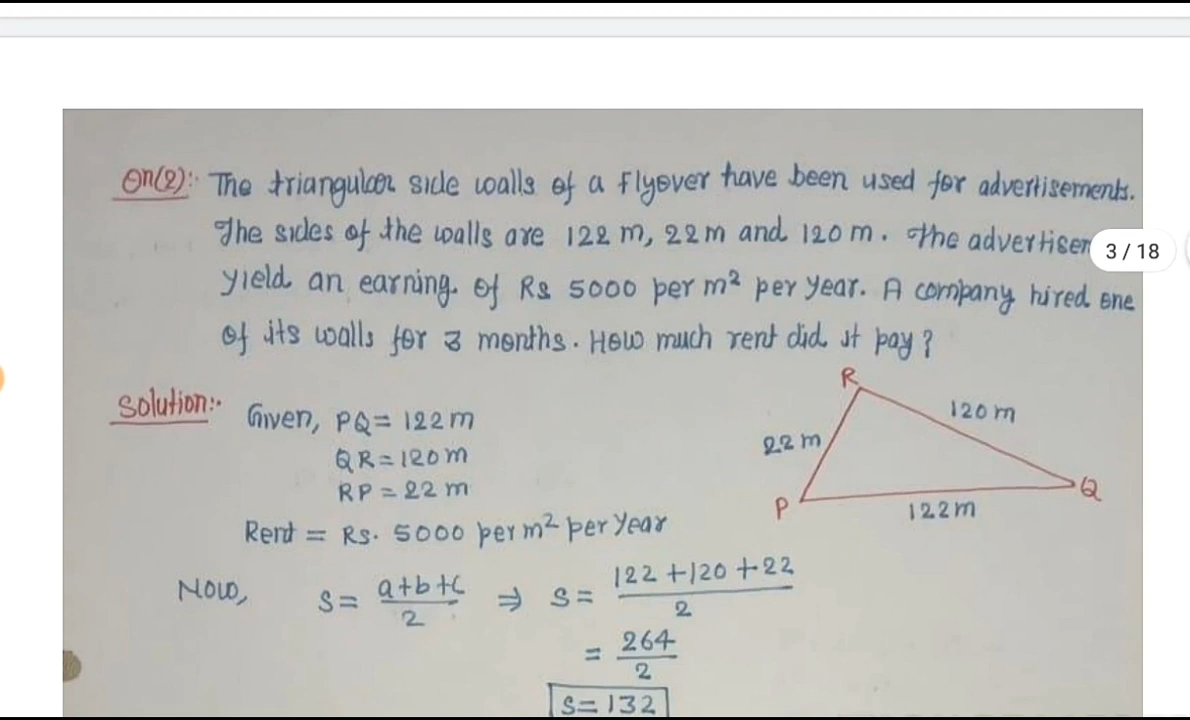 Qn(2):- The triangular side walls of a flyover have been used for advertisements.
The sides of the walls are 122 m, 22 m and 120 m. The advertisem
3 / 18
yield an earning of Rs 5000 per m² per year. A company hired one
of its walls for 3 months. How much rent did it pay?
Solution:-
Given, PQ = 122 m
QR = 120 m
RP = 22 m
R
120 m
22 m
P
Q
122 m
Rent = Rs. 5000 per m² per Year
Now, S = a+b+c/2 ⇒ S = 122 + 120 + 22/2
= 264/2
S = 132